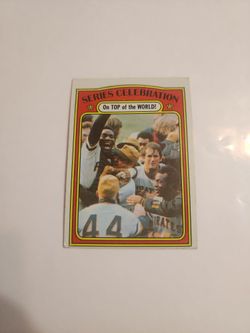 SERIES CELEBRATION
On TOP of the WORLD!
44